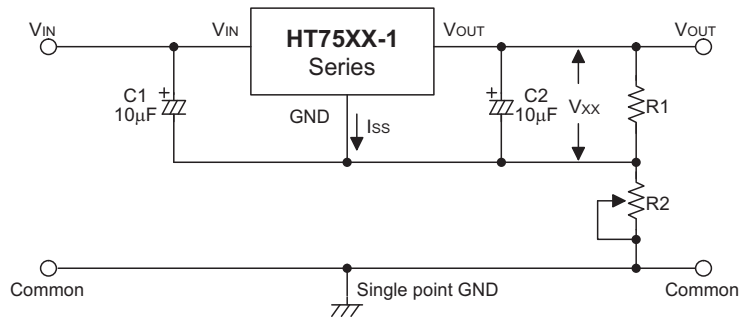 VIN
VIN
HT75XX-1
Series
VOUT
VOUT
C1
10μF
GND
ISS
C2
10μF
VXX
R1
R2
Common
Single point GND
Common